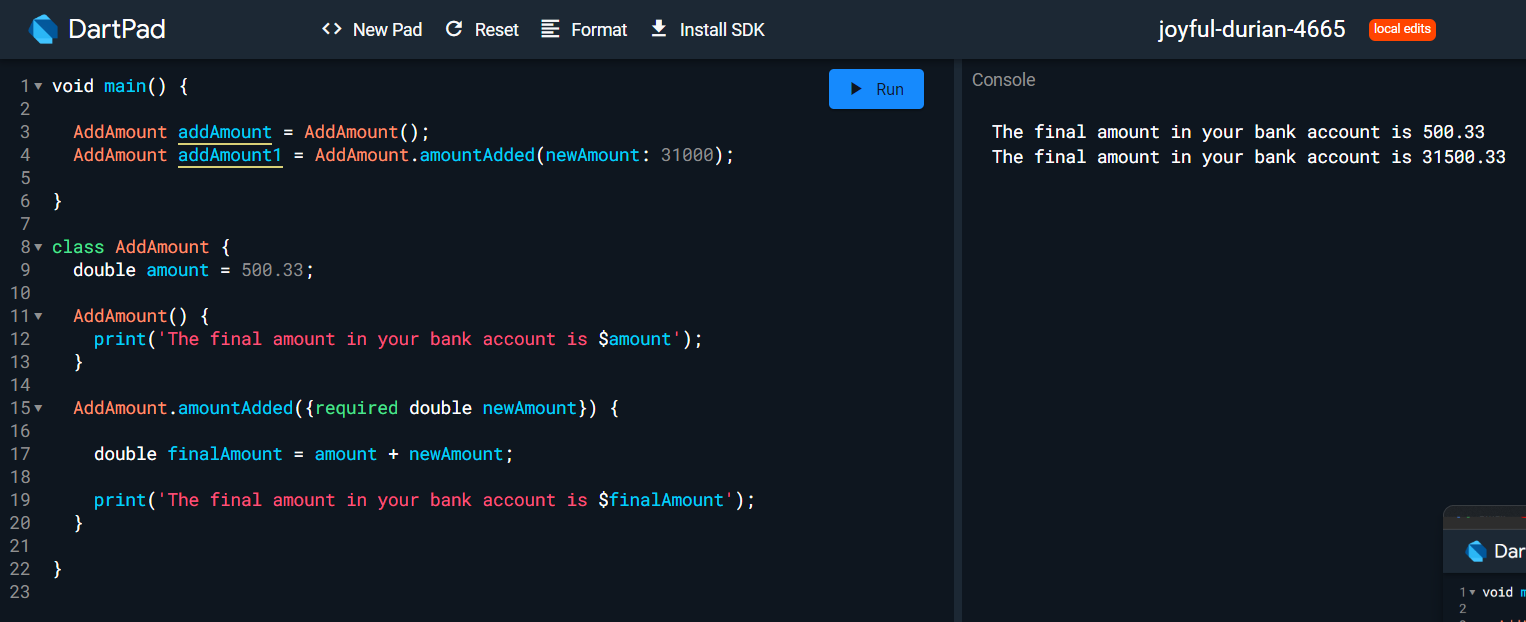 DartPad
<> New Pad Reset Format Install SDK
joyful-durian-4665 local edits
1 void main() {
2
3   AddAmount addAmount = AddAmount();
4   AddAmount addAmount1 = AddAmount.amountAdded(newAmount: 31000);
5
6 }
7
8 class AddAmount {
9   double amount = 500.33;
10
11   AddAmount() {
12     print('The final amount in your bank account is $amount');
13   }
14
15   AddAmount.amountAdded({required double newAmount}) {
16
17     double finalAmount = amount + newAmount;
18
19     print('The final amount in your bank account is $finalAmount');
20   }
21
22 }
23
Run
Console
The final amount in your bank account is 500.33
The final amount in your bank account is 31500.33
Dar
1 void m
2